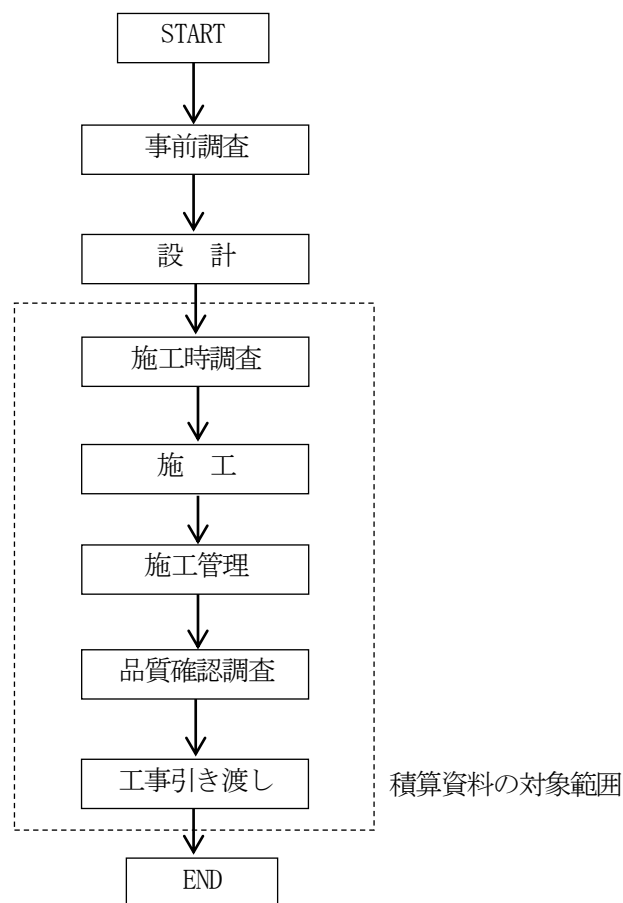 START
事前調査
設　計
施工時調査
施　工
施工管理
品質確認調査
工事引き渡し
積算資料の対象範囲
END